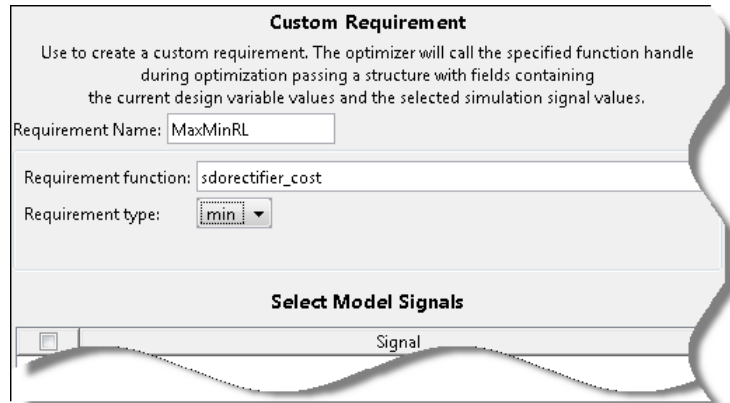 Custom Requirement
Use to create a custom requirement. The optimizer will call the specified function handle
during optimization passing a structure with fields containing
the current design variable values and the selected simulation signal values.
Requirement Name: MaxMinRL
Requirement function: sdorectifier_cost
Requirement type: min
Select Model Signals
Signal